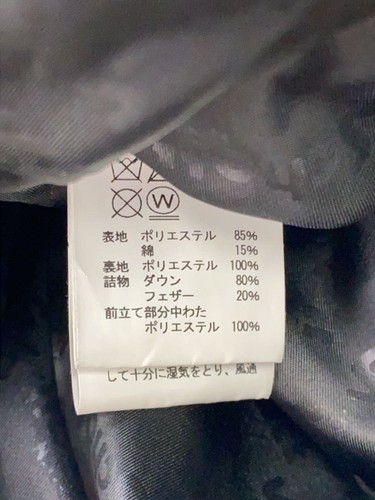 W
表地 ポリエステル 85%
綿 15%
裏地 ポリエステル 100%
詰物 ダウン 80%
フェザー 20%
前立て部分中わた
ポリエステル 100%
して十分に湿気をとり、風通